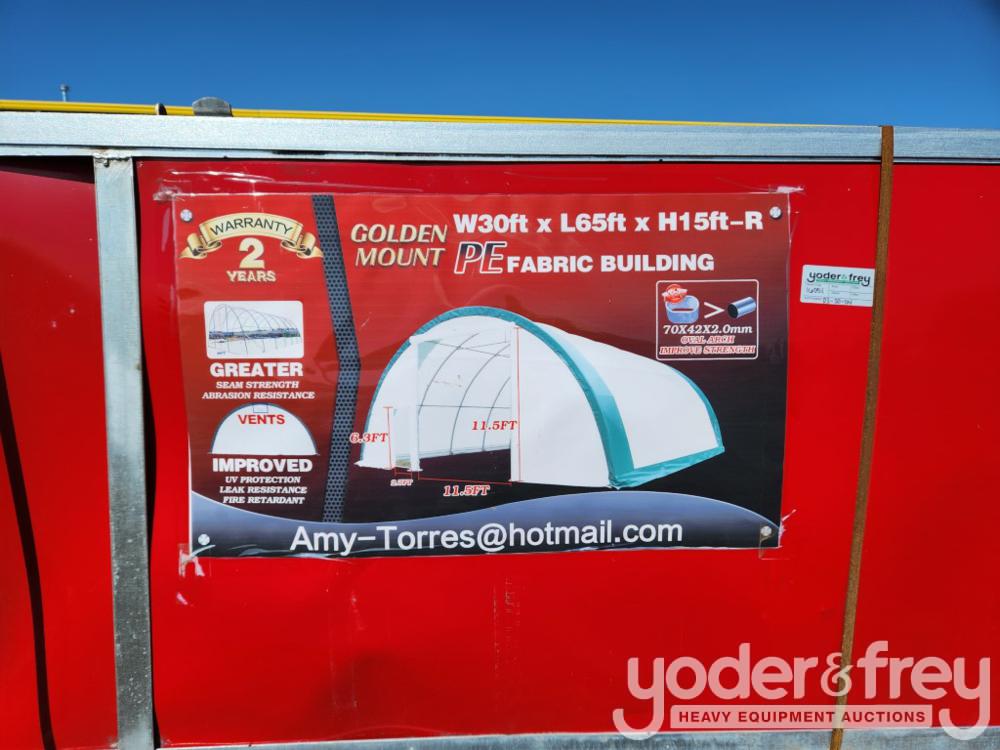 WARRANTY
2
YEARS
GOLDEN
MOUNT
W30ft x L65ft x H15ft-R
PE FABRIC BUILDING
70X42X2.0mm
OVAL ARCH
IMPROVE STRENGTH
GREATER
SEAM STRENGTH
ABRASION RESISTANCE
VENTS
IMPROVED
UV PROTECTION
LEAK RESISTANCE
FIRE RETARDANT
6.3FT
11.5FT
11.5FT
Amy-Torres@hotmail.com
yoder&frey
yoder&frey
HEAVY EQUIPMENT AUCTIONS